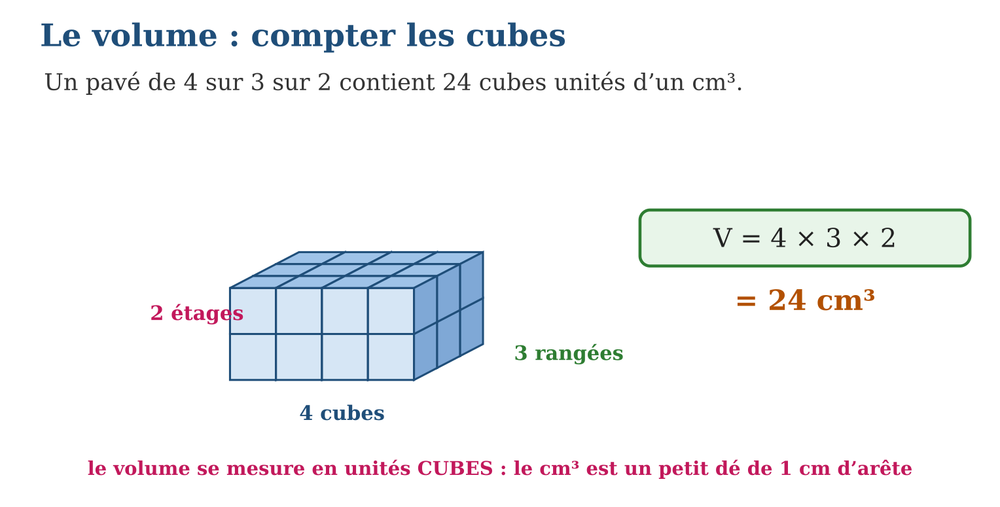 Le volume : compter les cubes
Un pavé de 4 sur 3 sur 2 contient 24 cubes unités d’un cm³.
V = 4 × 3 × 2
= 24 cm³
2 étages
3 rangées
4 cubes
le volume se mesure en unités CUBES : le cm³ est un petit dé de 1 cm d’arête